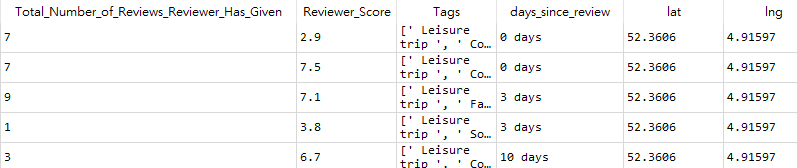 Total_Number_of_Reviews_Reviewer_Has_Given Reviewer_Score Tags days_since_review lat lng
7 2.9 [' Leisure trip ', ' Co… 0 days 52.3606 4.91597
7 7.5 [' Leisure trip ', ' Co… 0 days 52.3606 4.91597
9 7.1 [' Leisure trip ', ' Fa… 3 days 52.3606 4.91597
1 3.8 [' Leisure trip ', ' So… 3 days 52.3606 4.91597
3 6.7 [' Leisure trip ', ' Co… 10 days 52.3606 4.91597